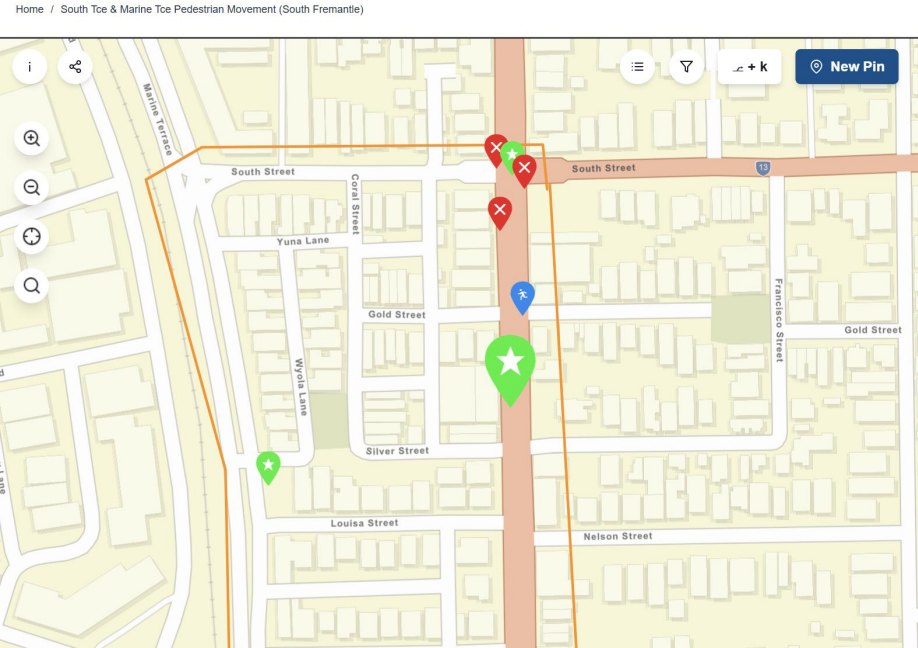 Home / South Tce & Marine Tce Pedestrian Movement (South Fremantle)
i
+ k
New Pin
Marine Terrace
South Street
South Street
13
Coral Street
Yuna Lane
Francisco Street
Gold Street
Gold Street
Wyola Lane
d
Silver Street
Lane
Louisa Street
Nelson Street